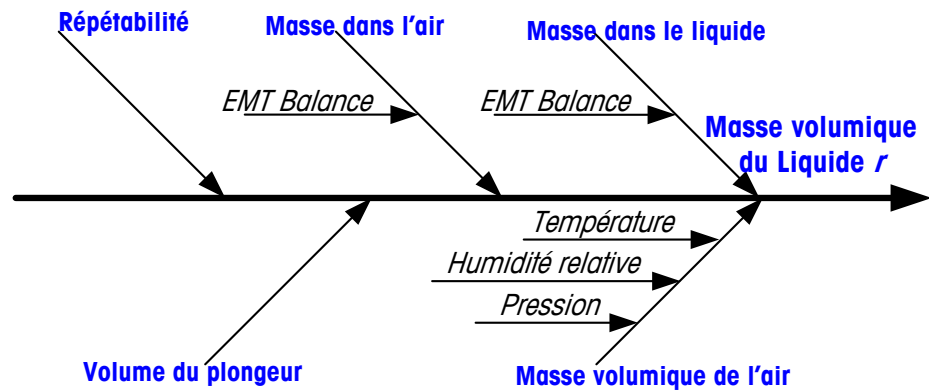 Répétabilité
Masse dans l'air
Masse dans le liquide
EMT Balance
EMT Balance
Masse volumique
du Liquide r
Température
Humidité relative
Pression
Volume du plongeur
Masse volumique de l'air